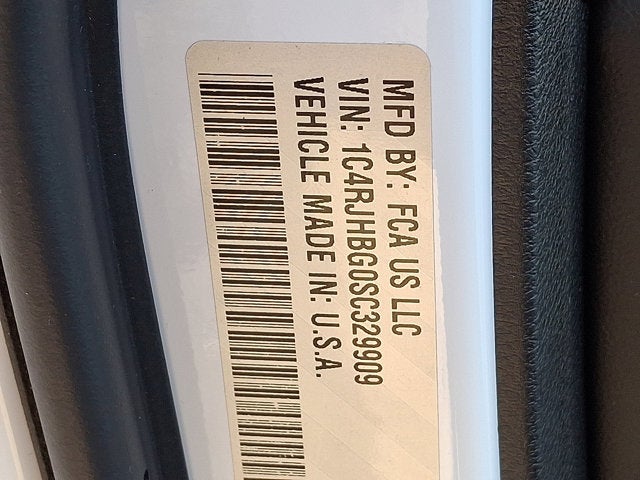 MFD BY: FCA US LLC
VIN: 1C4RJHBG0SC329909
VEHICLE MADE IN: U.S.A.